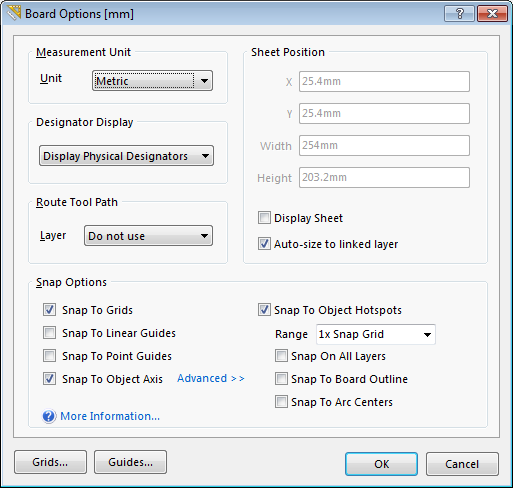 Board Options [mm]
Measurement Unit
Unit Metric
Designator Display
Display Physical Designators
Route Tool Path
Layer Do not use
Sheet Position
X 25.4mm
Y 25.4mm
Width 254mm
Height 203.2mm
Display Sheet
Auto-size to linked layer
Snap Options
Snap To Grids
Snap To Linear Guides
Snap To Point Guides
Snap To Object Axis Advanced >>
More Information...
Snap To Object Hotspots
Range 1x Snap Grid
Snap On All Layers
Snap To Board Outline
Snap To Arc Centers
Grids... Guides... OK Cancel